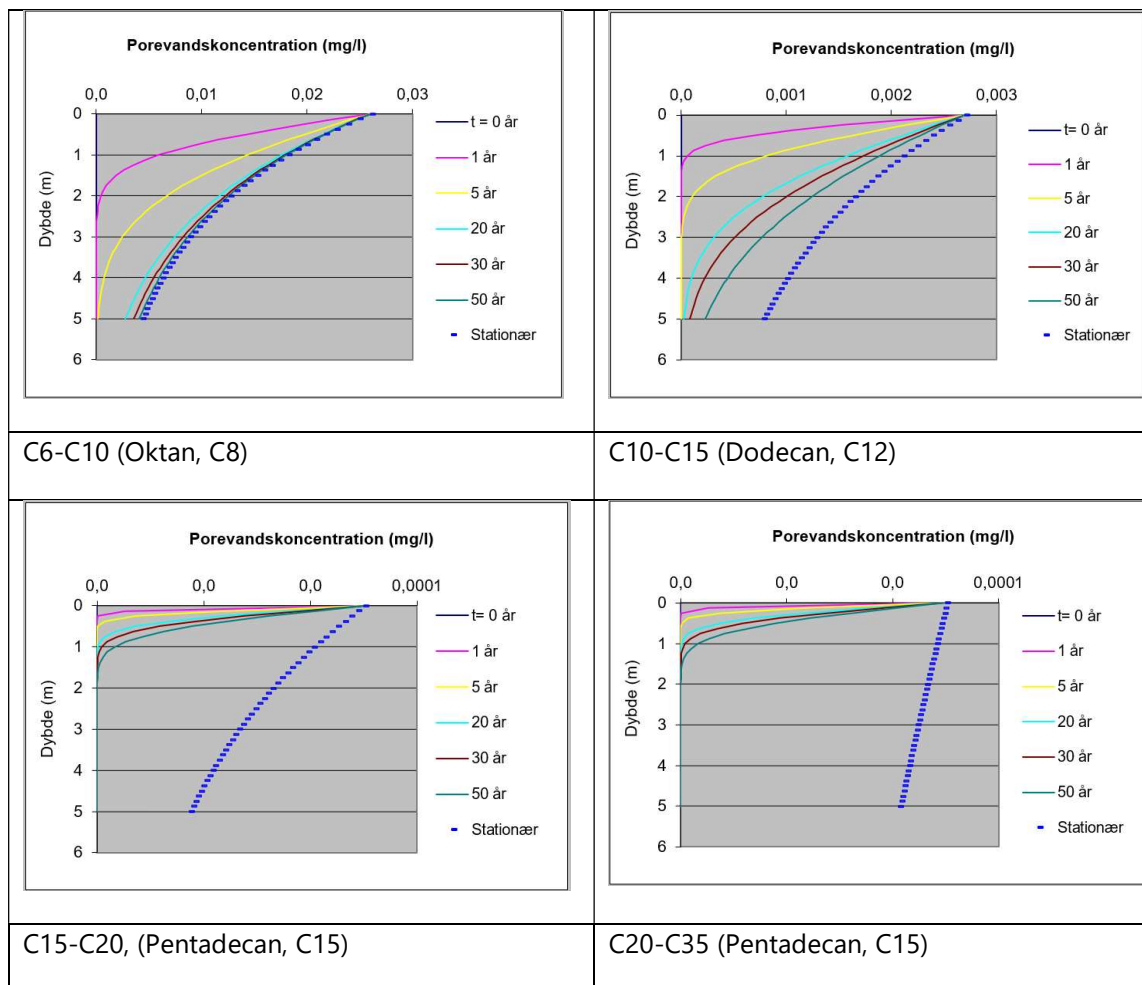 Porevandskoncentration (mg/l)
0,0 0,01 0,02 0,03
0
1
2
3
4
5
6
Dybde (m)
t = 0 år
1 år
5 år
20 år
30 år
50 år
Stationær
C6-C10 (Oktan, C8)
Porevandskoncentration (mg/l)
0,0 0,001 0,002 0,003
0
1
2
3
4
5
6
Dybde (m)
t= 0 år
1 år
5 år
20 år
30 år
50 år
Stationær
C10-C15 (Dodecan, C12)
Porevandskoncentration (mg/l)
0,0 0,0 0,0 0,0001
0
1
2
3
4
5
6
Dybde (m)
t= 0 år
1 år
5 år
20 år
30 år
50 år
Stationær
C15-C20, (Pentadecan, C15)
Porevandskoncentration (mg/l)
0,0 0,0 0,0 0,0001
0
1
2
3
4
5
6
Dybde (m)
t= 0 år
1 år
5 år
20 år
30 år
50 år
Stationær
C20-C35 (Pentadecan, C15)